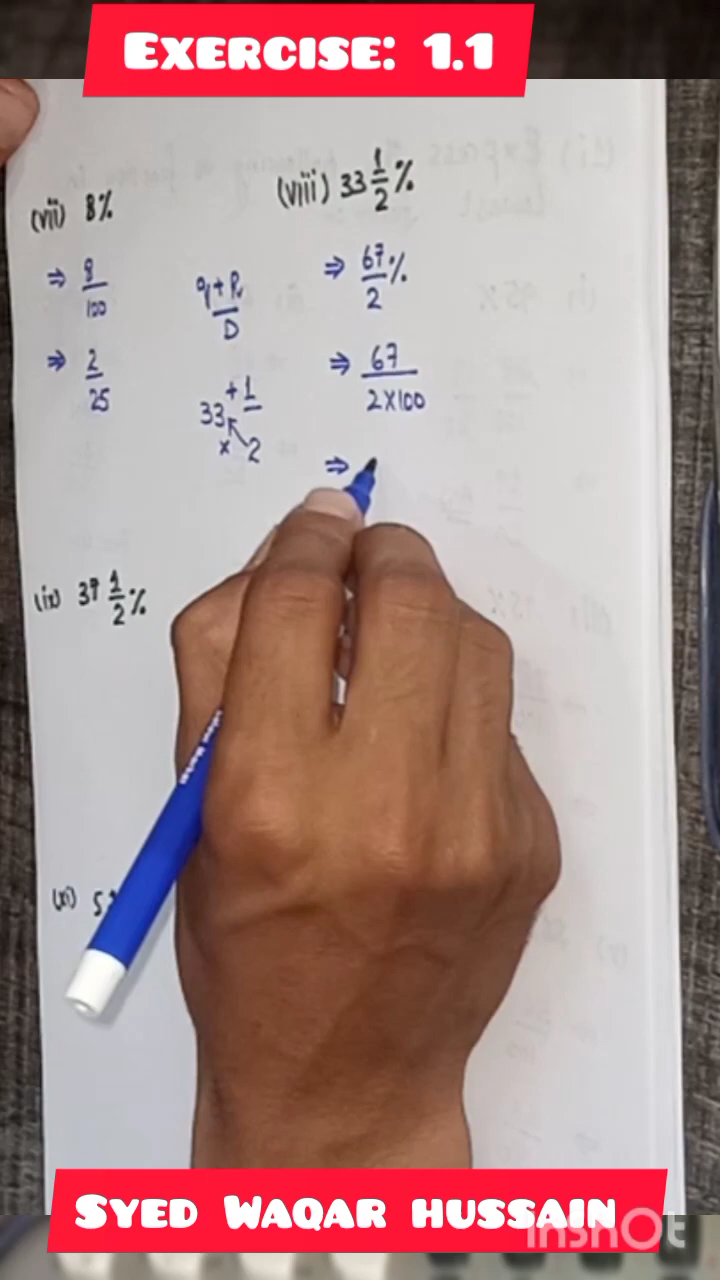 EXERCISE: 1.1
(vii) 8%
⇒ 8/100
⇒ 2/25
(viii) 33 1/2 %
⇒ 67/2 %
⇒ 67/2×100
⇒
D
33 + 1
× 2
(ix) 37 1/2 %
(xi)
SYED WAQAR HUSSAIN
inshot